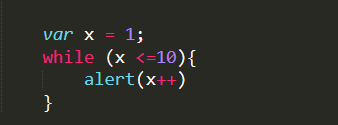 var x = 1;
while (x <=10){
    alert(x++)
}